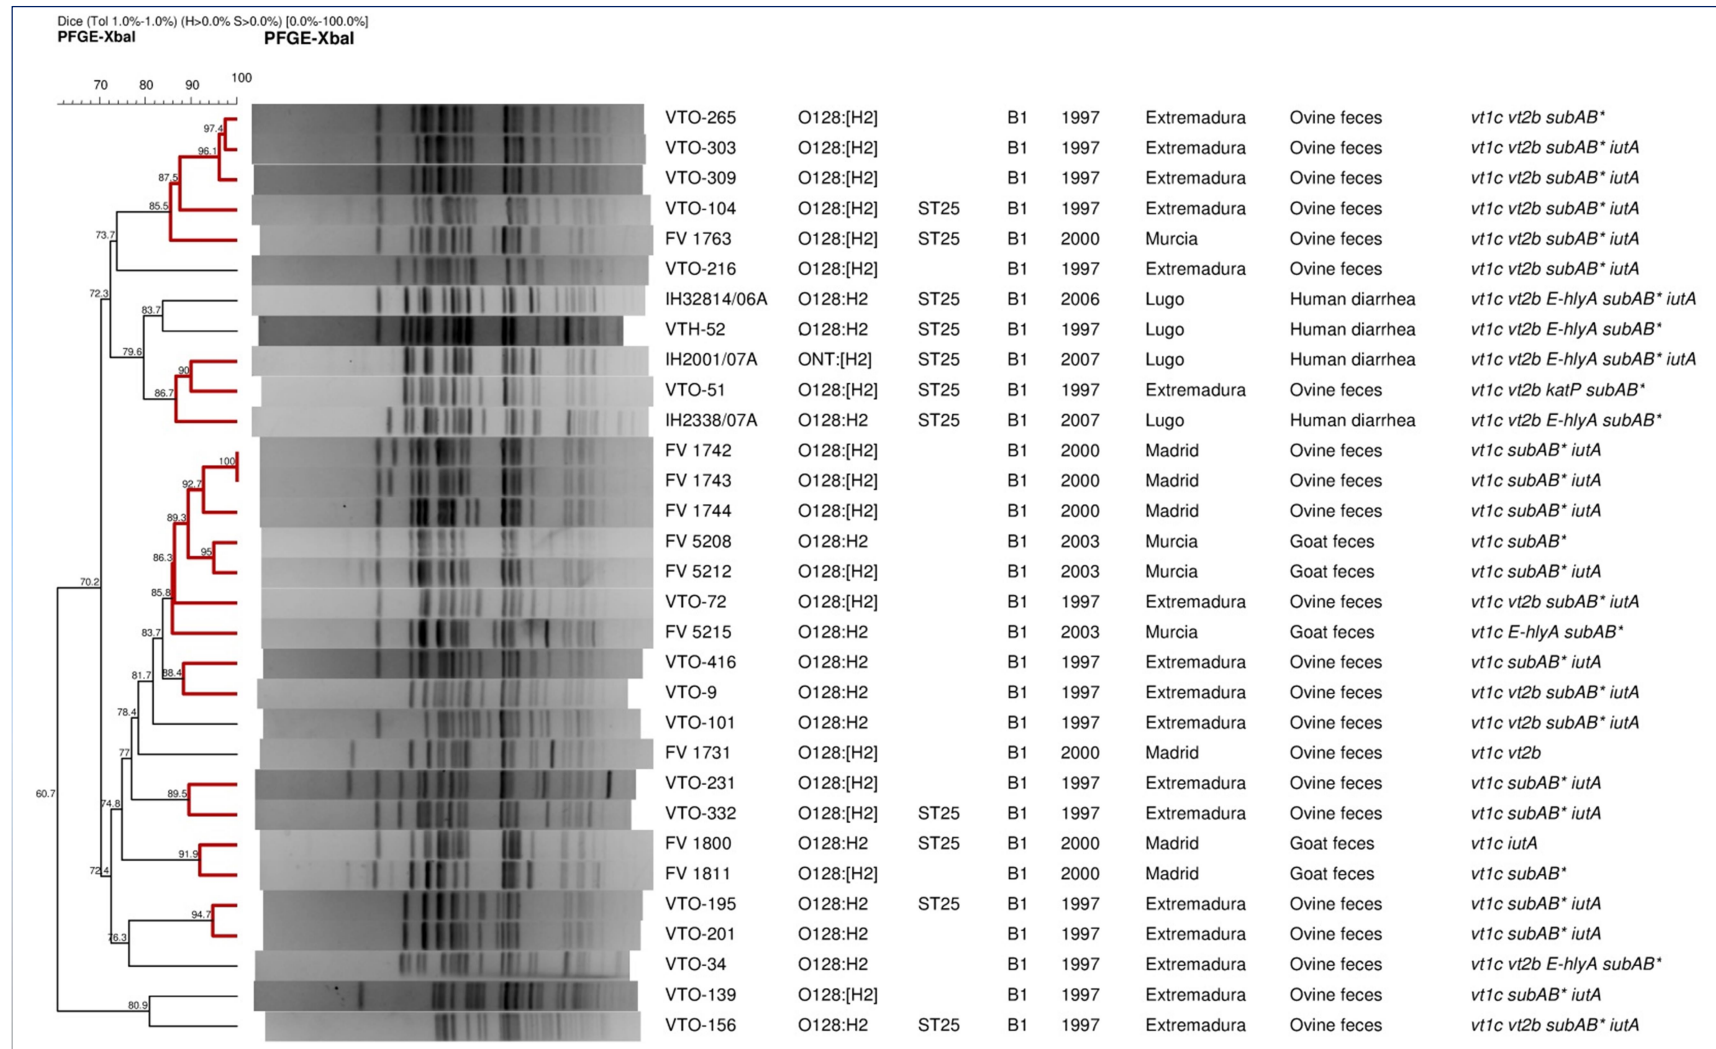 Dice (Tol 1.0%-1.0%) (H>0.0% S>0.0%) [0.0%-100.0%]
PFGE-XbaI PFGE-XbaI
70 80 90 100
VTO-265 O128:[H2] B1 1997 Extremadura Ovine feces vt1c vt2b subAB*
97.4
VTO-303 O128:[H2] B1 1997 Extremadura Ovine feces vt1c vt2b subAB* iutA
96.1
VTO-309 O128:[H2] B1 1997 Extremadura Ovine feces vt1c vt2b subAB* iutA
87.5
VTO-104 O128:[H2] ST25 B1 1997 Extremadura Ovine feces vt1c vt2b subAB* iutA
85.5
FV 1763 O128:[H2] ST25 B1 2000 Murcia Ovine feces vt1c vt2b subAB* iutA
73.7
VTO-216 O128:[H2] B1 1997 Extremadura Ovine feces vt1c vt2b subAB* iutA
72.3
IH32814/06A O128:H2 ST25 B1 2006 Lugo Human diarrhea vt1c vt2b E-hlyA subAB* iutA
83.7
VTH-52 O128:H2 ST25 B1 1997 Lugo Human diarrhea vt1c vt2b E-hlyA subAB*
79.6
IH2001/07A ONT:[H2] ST25 B1 2007 Lugo Human diarrhea vt1c vt2b E-hlyA subAB* iutA
90
VTO-51 O128:[H2] ST25 B1 1997 Extremadura Ovine feces vt1c vt2b katP subAB*
86.7
IH2338/07A O128:H2 ST25 B1 2007 Lugo Human diarrhea vt1c vt2b E-hlyA subAB*
FV 1742 O128:[H2] B1 2000 Madrid Ovine feces vt1c subAB* iutA
100
FV 1743 O128:[H2] B1 2000 Madrid Ovine feces vt1c subAB* iutA
92.7
FV 1744 O128:[H2] B1 2000 Madrid Ovine feces vt1c subAB* iutA
89.3
FV 5208 O128:H2 B1 2003 Murcia Goat feces vt1c subAB*
95
86.3
FV 5212 O128:[H2] B1 2003 Murcia Goat feces vt1c subAB* iutA
70.2
85.8
VTO-72 O128:[H2] B1 1997 Extremadura Ovine feces vt1c vt2b subAB* iutA
FV 5215 O128:H2 B1 2003 Murcia Goat feces vt1c E-hlyA subAB*
83.7
VTO-416 O128:H2 B1 1997 Extremadura Ovine feces vt1c subAB* iutA
81.7 88.4
VTO-9 O128:H2 B1 1997 Extremadura Ovine feces vt1c vt2b subAB* iutA
78.4
VTO-101 O128:H2 B1 1997 Extremadura Ovine feces vt1c vt2b subAB* iutA
77
FV 1731 O128:[H2] B1 2000 Madrid Ovine feces vt1c vt2b
VTO-231 O128:[H2] B1 1997 Extremadura Ovine feces vt1c subAB* iutA
60.7 89.5
74.8
VTO-332 O128:[H2] ST25 B1 1997 Extremadura Ovine feces vt1c subAB* iutA
FV 1800 O128:H2 ST25 B1 2000 Madrid Goat feces vt1c iutA
91.9
72.4
FV 1811 O128:[H2] B1 2000 Madrid Goat feces vt1c subAB*
VTO-195 O128:H2 ST25 B1 1997 Extremadura Ovine feces vt1c subAB* iutA
94.7
VTO-201 O128:H2 B1 1997 Extremadura Ovine feces vt1c subAB* iutA
76.3
VTO-34 O128:H2 B1 1997 Extremadura Ovine feces vt1c vt2b E-hlyA subAB*
VTO-139 O128:[H2] B1 1997 Extremadura Ovine feces vt1c subAB* iutA
80.9
VTO-156 O128:H2 ST25 B1 1997 Extremadura Ovine feces vt1c vt2b subAB* iutA